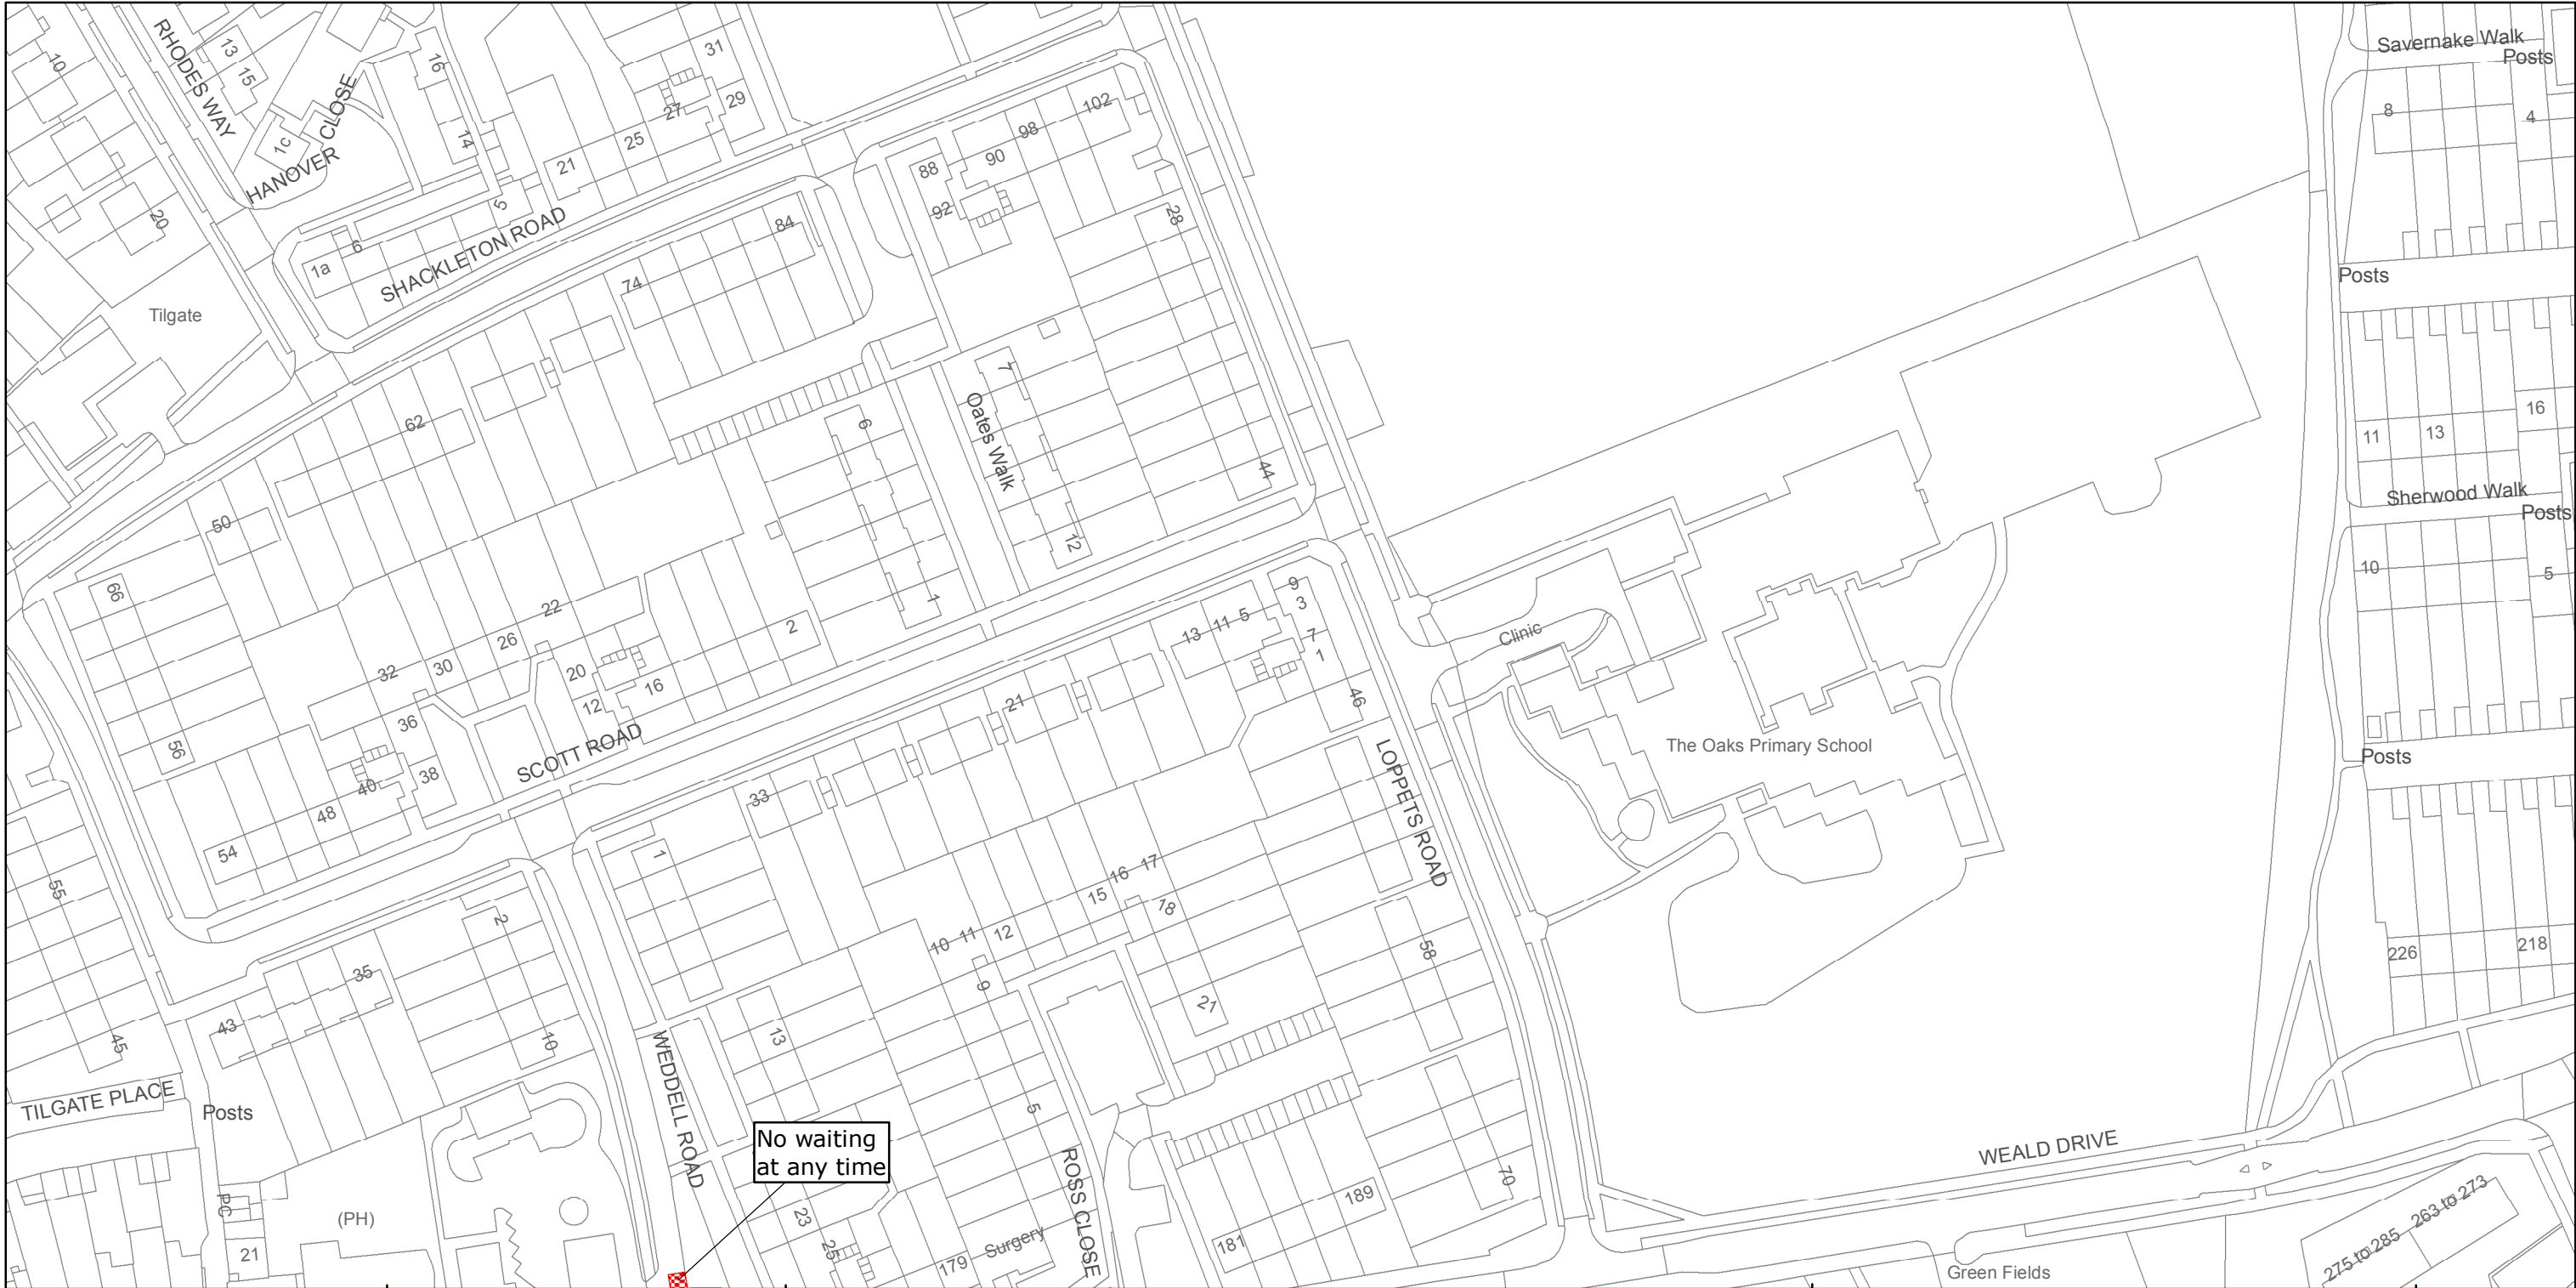 RHODES WAY
13
15
10
16
31
29
27
25
21
14
1c
HANOVER CLOSE
20
5
6
1a
SHACKLETON ROAD
Tilgate
102
98
90
88
92
28
84
74
62
50
66
56
7
Oates Walk
6
44
12
1
2
22
26
30
32
20
16
12
36
38
40
48
54
SCOTT ROAD
9
3
5
11
13
7
1
46
21
33
Clinic
The Oaks Primary School
LOPPETS ROAD
Savernake Walk
Posts
8
4
Posts
16
11
13
Sherwood Walk
Posts
10
5
Posts
226
218
1
17
16
15
18
12
11
10
9
27
58
55
45
2
35
43
10
13
WEDDELL ROAD
TILGATE PLACE
Posts
No waiting
at any time
5
ROSS CLOSE
70
189
181
PC
(PH)
21
23
25
179
Surgery
WEALD DRIVE
Green Fields
263 to 273
275 to 285